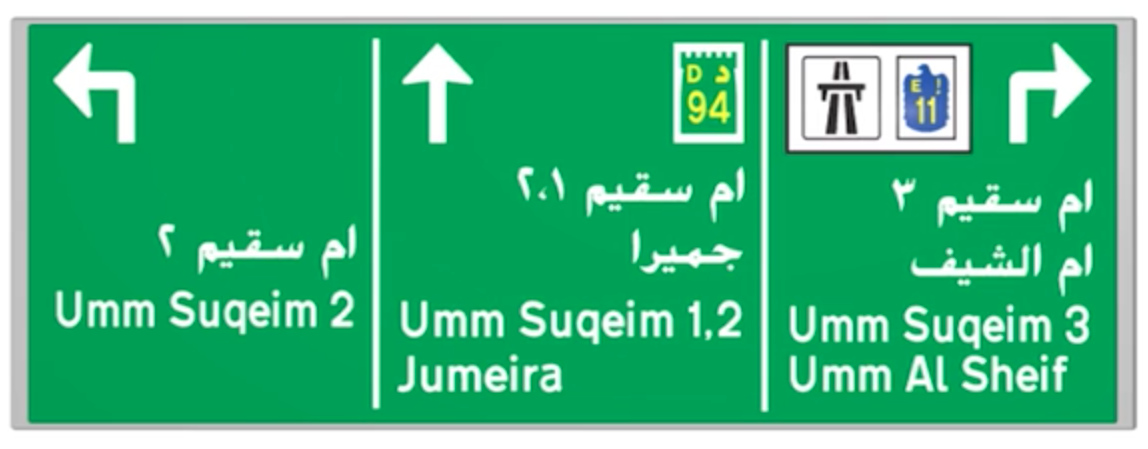 ام سقيم ٢
Umm Suqeim 2
D د
94
ام سقيم ٢،١
جميرا
Umm Suqeim 1,2
Jumeira
E إ
11
ام سقيم ٣
ام الشيف
Umm Suqeim 3
Umm Al Sheif